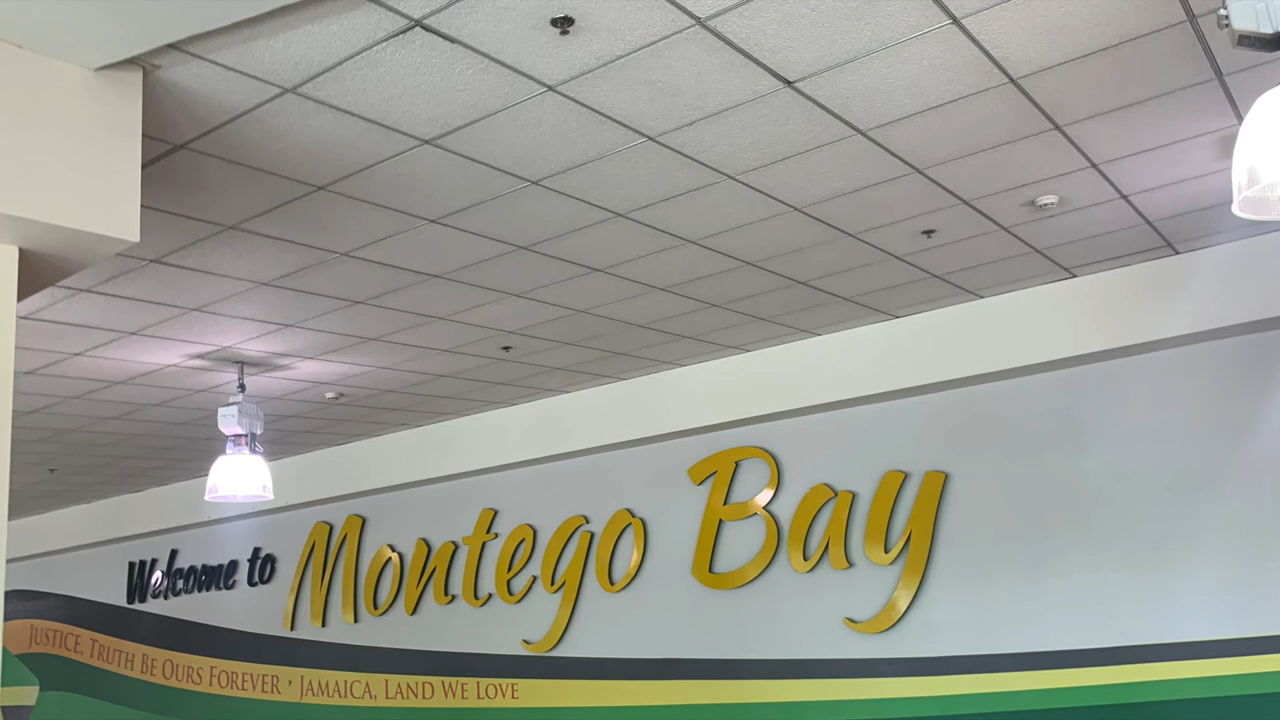 Welcome to Montego Bay
JUSTICE, TRUTH BE OURS FOREVER • JAMAICA, LAND WE LOVE